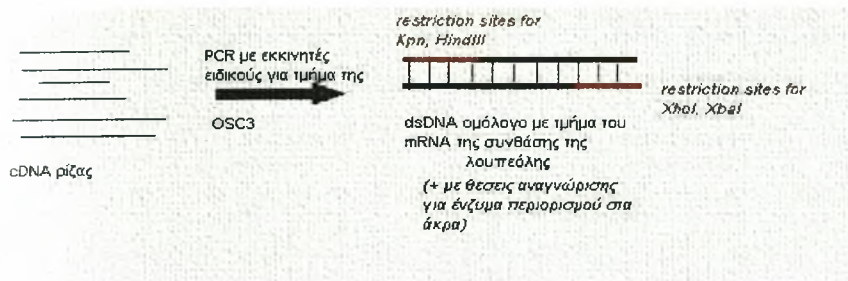 restriction sites for
Kpn, HindIII
PCR με εκκινητές
ειδικούς για τμήμα της
OSC3
restriction sites for
XhoI, XbaI
dsDNA ομόλογο με τμήμα του
mRNA της συνθάσης της
λουπεόλης
(+ με θεσεις αναγνώρισης
για ένζυμα περιορισμού στα
άκρα)
cDNA ρίζας